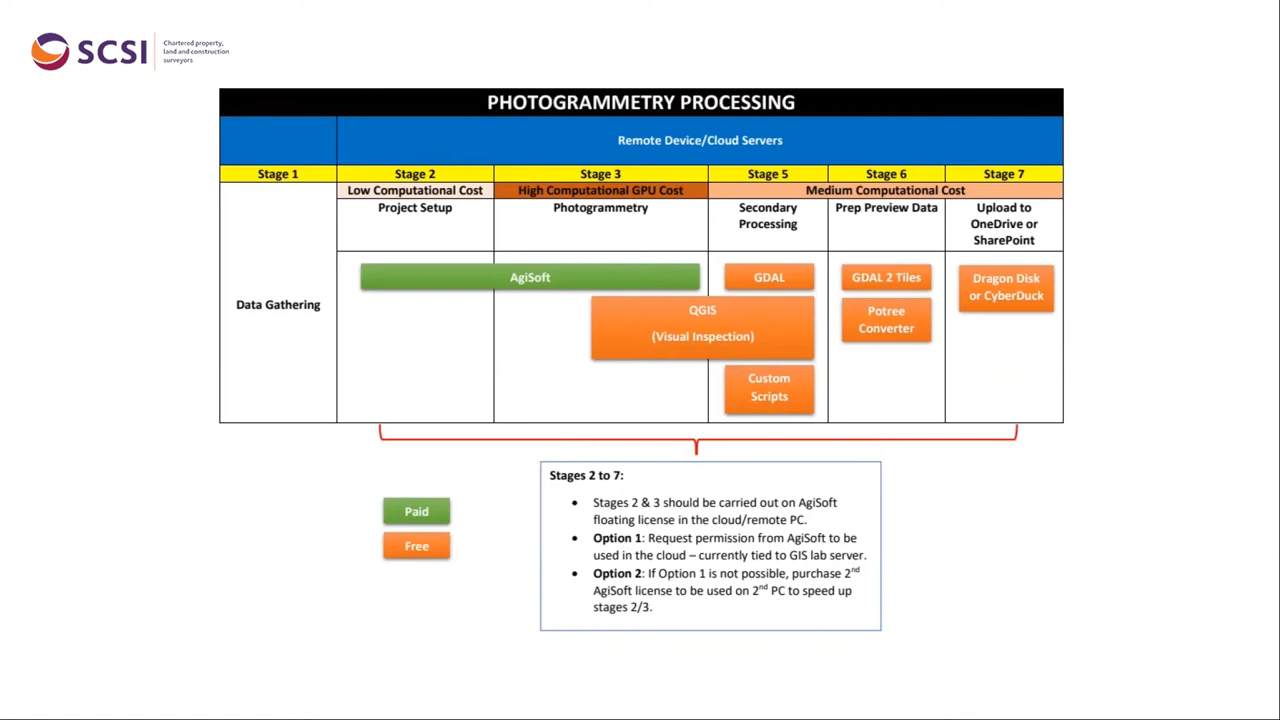 SCSI
Chartered property,
land and construction
surveyors
PHOTOGRAMMETRY PROCESSING
Remote Device/Cloud Servers
Stage 1
Stage 2
Stage 3
Stage 5
Stage 6
Stage 7
Low Computational Cost
High Computational GPU Cost
Medium Computational Cost
Project Setup
Photogrammetry
Secondary
Processing
Prep Preview Data
Upload to
OneDrive or
SharePoint
Data Gathering
AgiSoft
GDAL
GDAL 2 Tiles
Dragon Disk
or CyberDuck
QGIS
(Visual Inspection)
Potree
Converter
Custom
Scripts
Paid
Free
Stages 2 to 7:
• Stages 2 & 3 should be carried out on AgiSoft
floating license in the cloud/remote PC.
• Option 1: Request permission from AgiSoft to be
used in the cloud – currently tied to GIS lab server.
• Option 2: If Option 1 is not possible, purchase 2nd
AgiSoft license to be used on 2nd PC to speed up
stages 2/3.